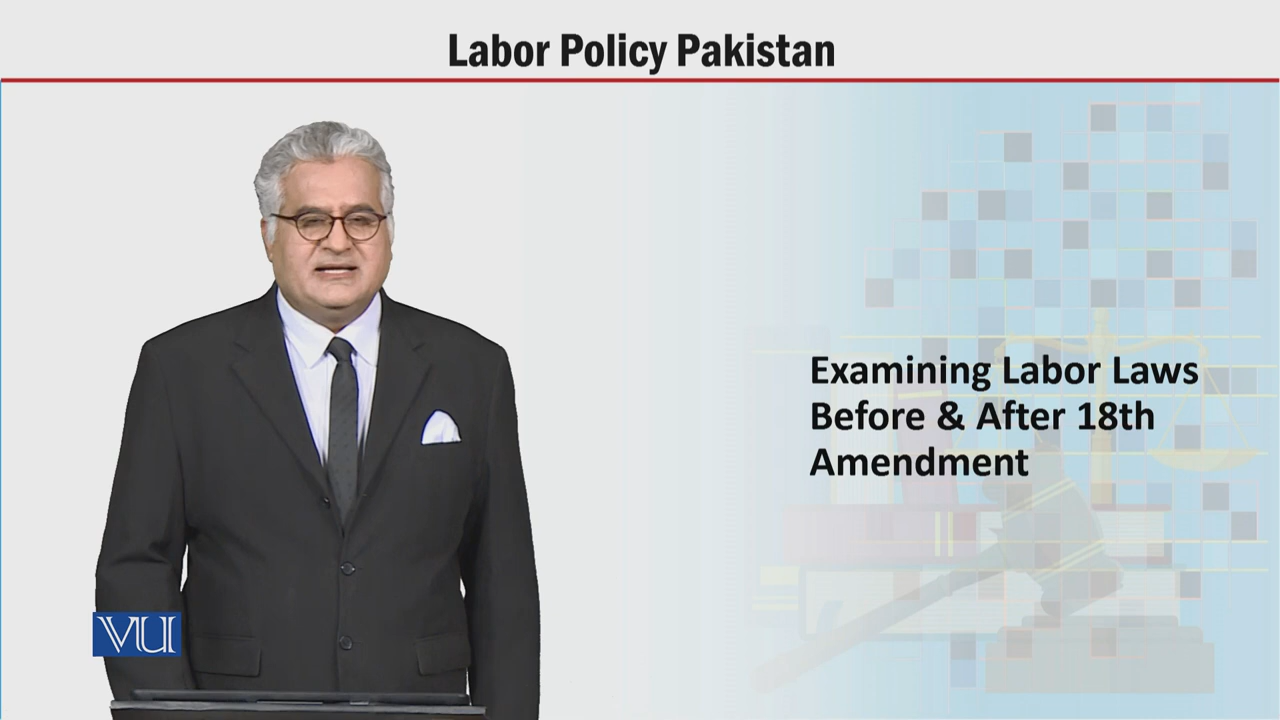 Labor Policy Pakistan
Examining Labor Laws
Before & After 18th
Amendment
VU